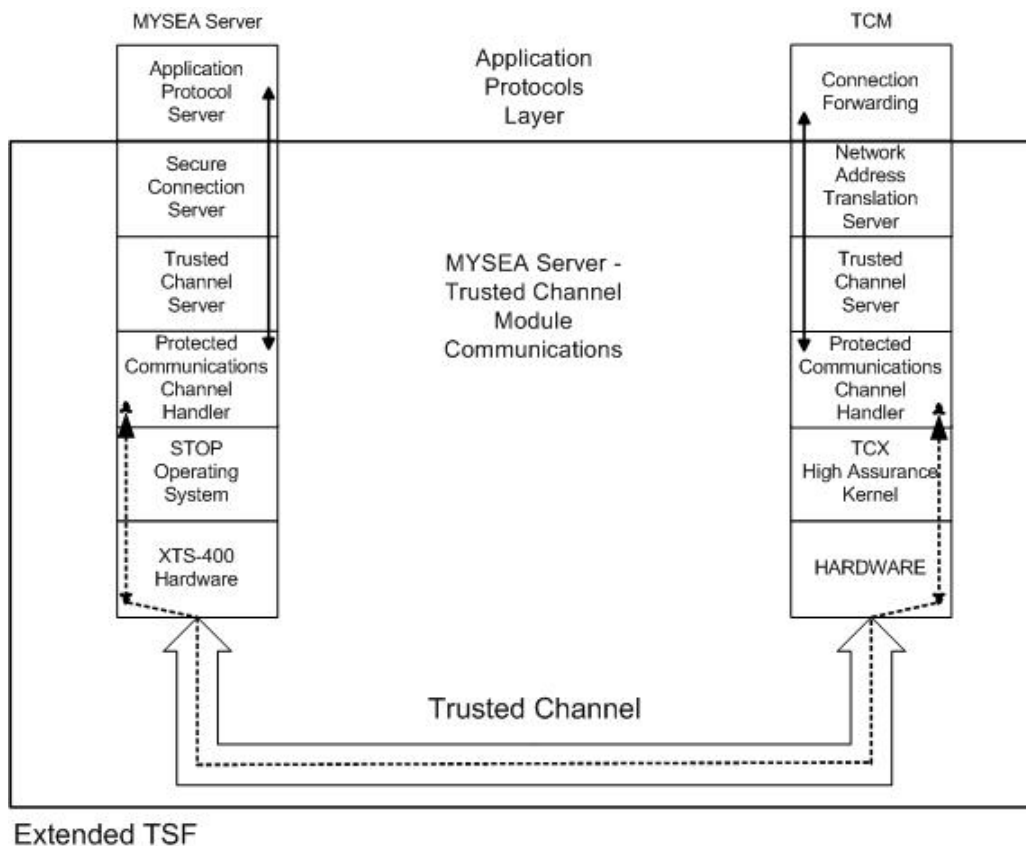 MYSEA Server
Application
Protocol
Server
Secure
Connection
Server
Trusted
Channel
Server
Protected
Communications
Channel
Handler
STOP
Operating
System
XTS-400
Hardware
Application
Protocols
Layer
MYSEA Server -
Trusted Channel
Module
Communications
TCM
Connection
Forwarding
Network
Address
Translation
Server
Trusted
Channel
Server
Protected
Communications
Channel
Handler
TCX
High Assurance
Kernel
HARDWARE
Trusted Channel
Extended TSF